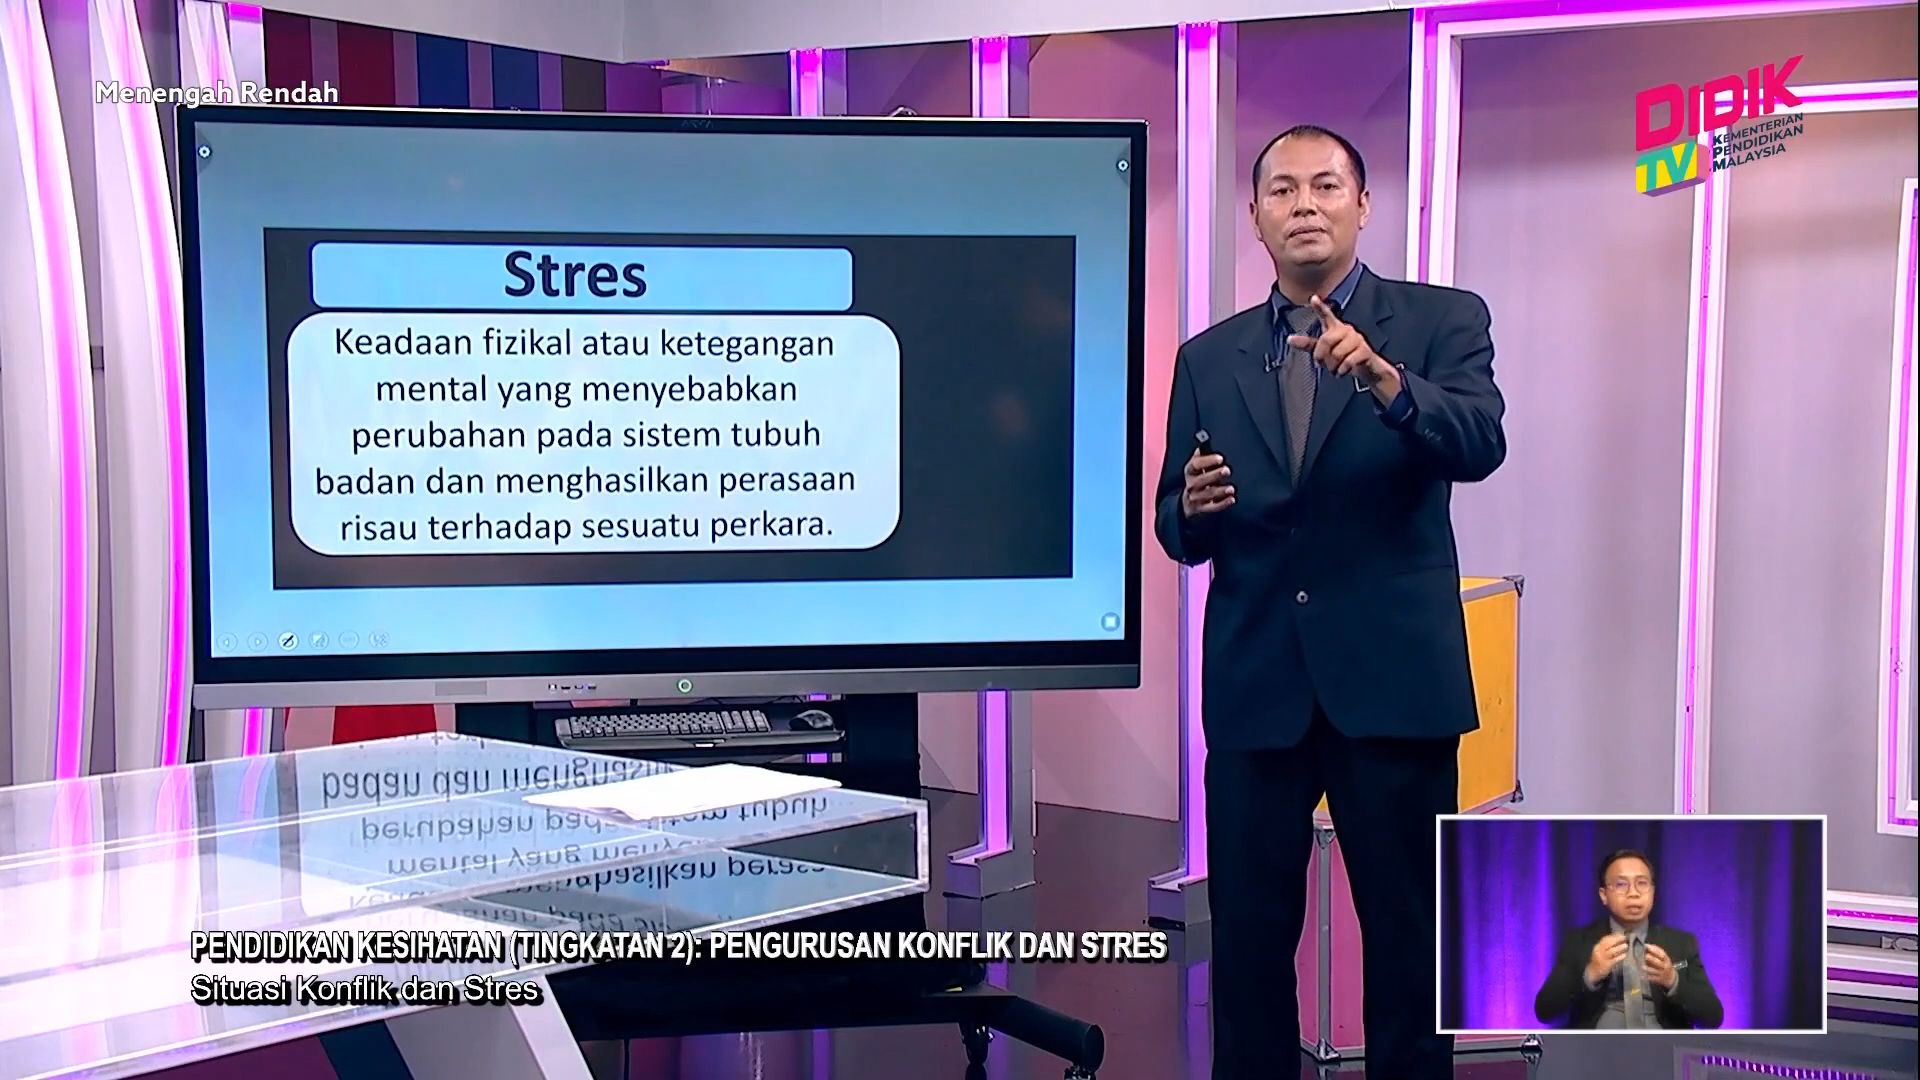 Menengah Rendah
DIDIK
TV
KEMENTERIAN
PENDIDIKAN
MALAYSIA
Stres
Keadaan fizikal atau ketegangan
mental yang menyebabkan
perubahan pada sistem tubuh
badan dan menghasilkan perasaan
risau terhadap sesuatu perkara.
PENDIDIKAN KESIHATAN (TINGKATAN 2): PENGURUSAN KONFLIK DAN STRES
Situasi Konflik dan Stres